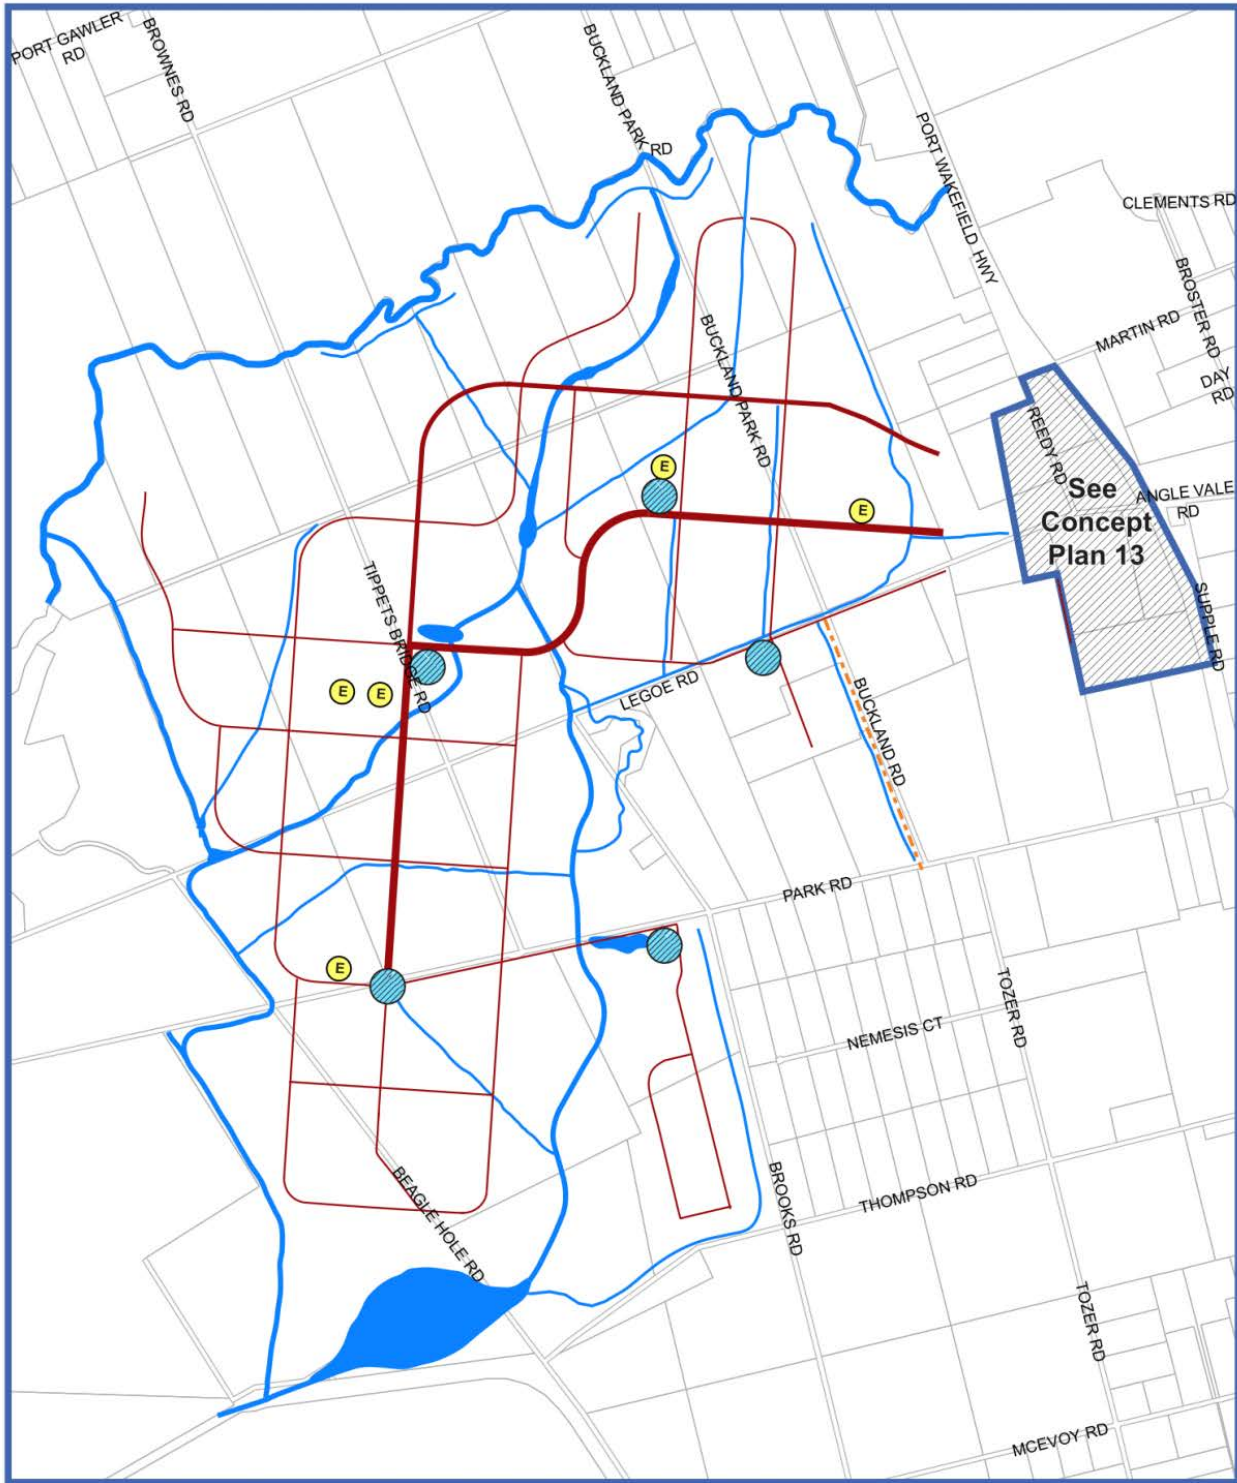 PORT GAWLER
RD
BROWNES RD
BUCKLAND PARK RD
PORT WAKEFIELD HWY
CLEMENTS RD
BROSTER RD
MARTIN RD
DAY
RD
BUCKLAND PARK RD
REEDY RD
See
Concept
Plan 13
ANGLE VALE
RD
SUPPLE RD
E
E
TIPPETS BRIDGE RD
E
E
LEGOE RD
BUCKLAND RD
PARK RD
E
TOZER RD
NEMESIS CT
BEAGLE HOLE RD
BROOKS RD
THOMPSON RD
TOZER RD
MCEVOY RD